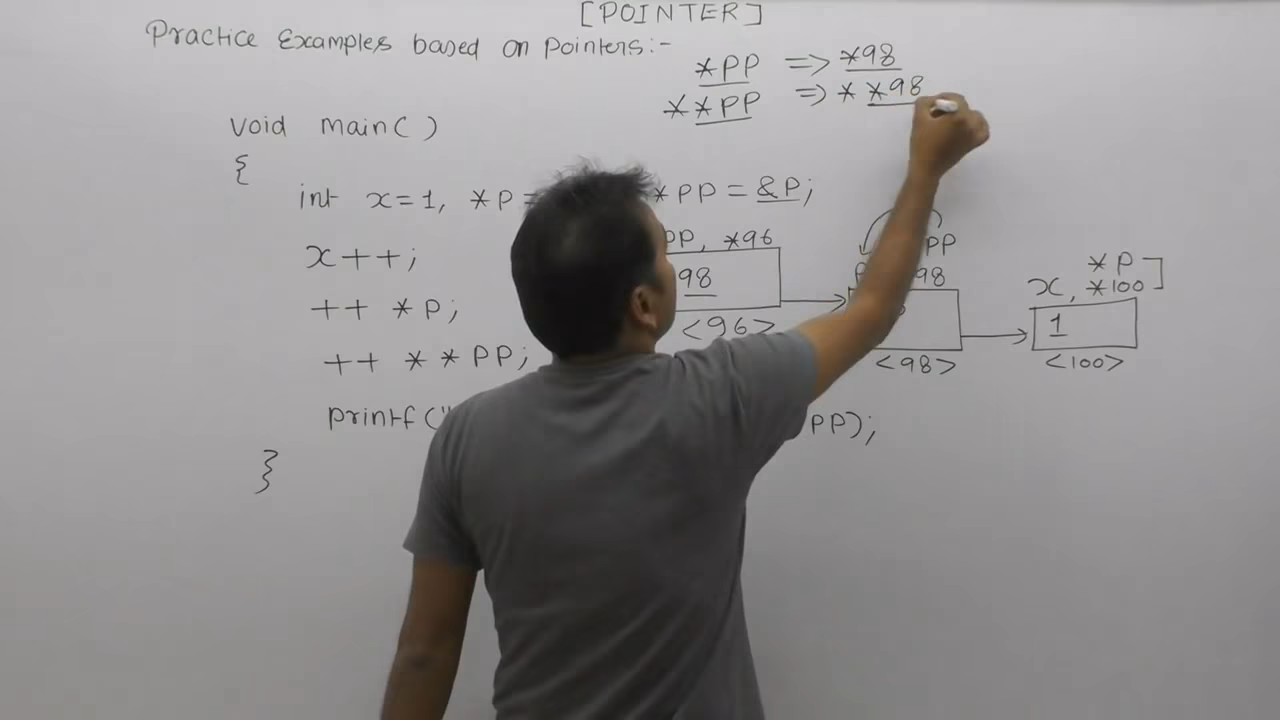 [POINTER]
Practice Examples based on Pointers:-
*PP => *98
**PP => * *98
void main( )
{
int x=1, *P= *PP = &P;
x++;
++ *P;
++ * * PP;
printf(" PP);
}
PP, *96
98
<96>
PP
98
<98>
*P
x, *100
1
<100>